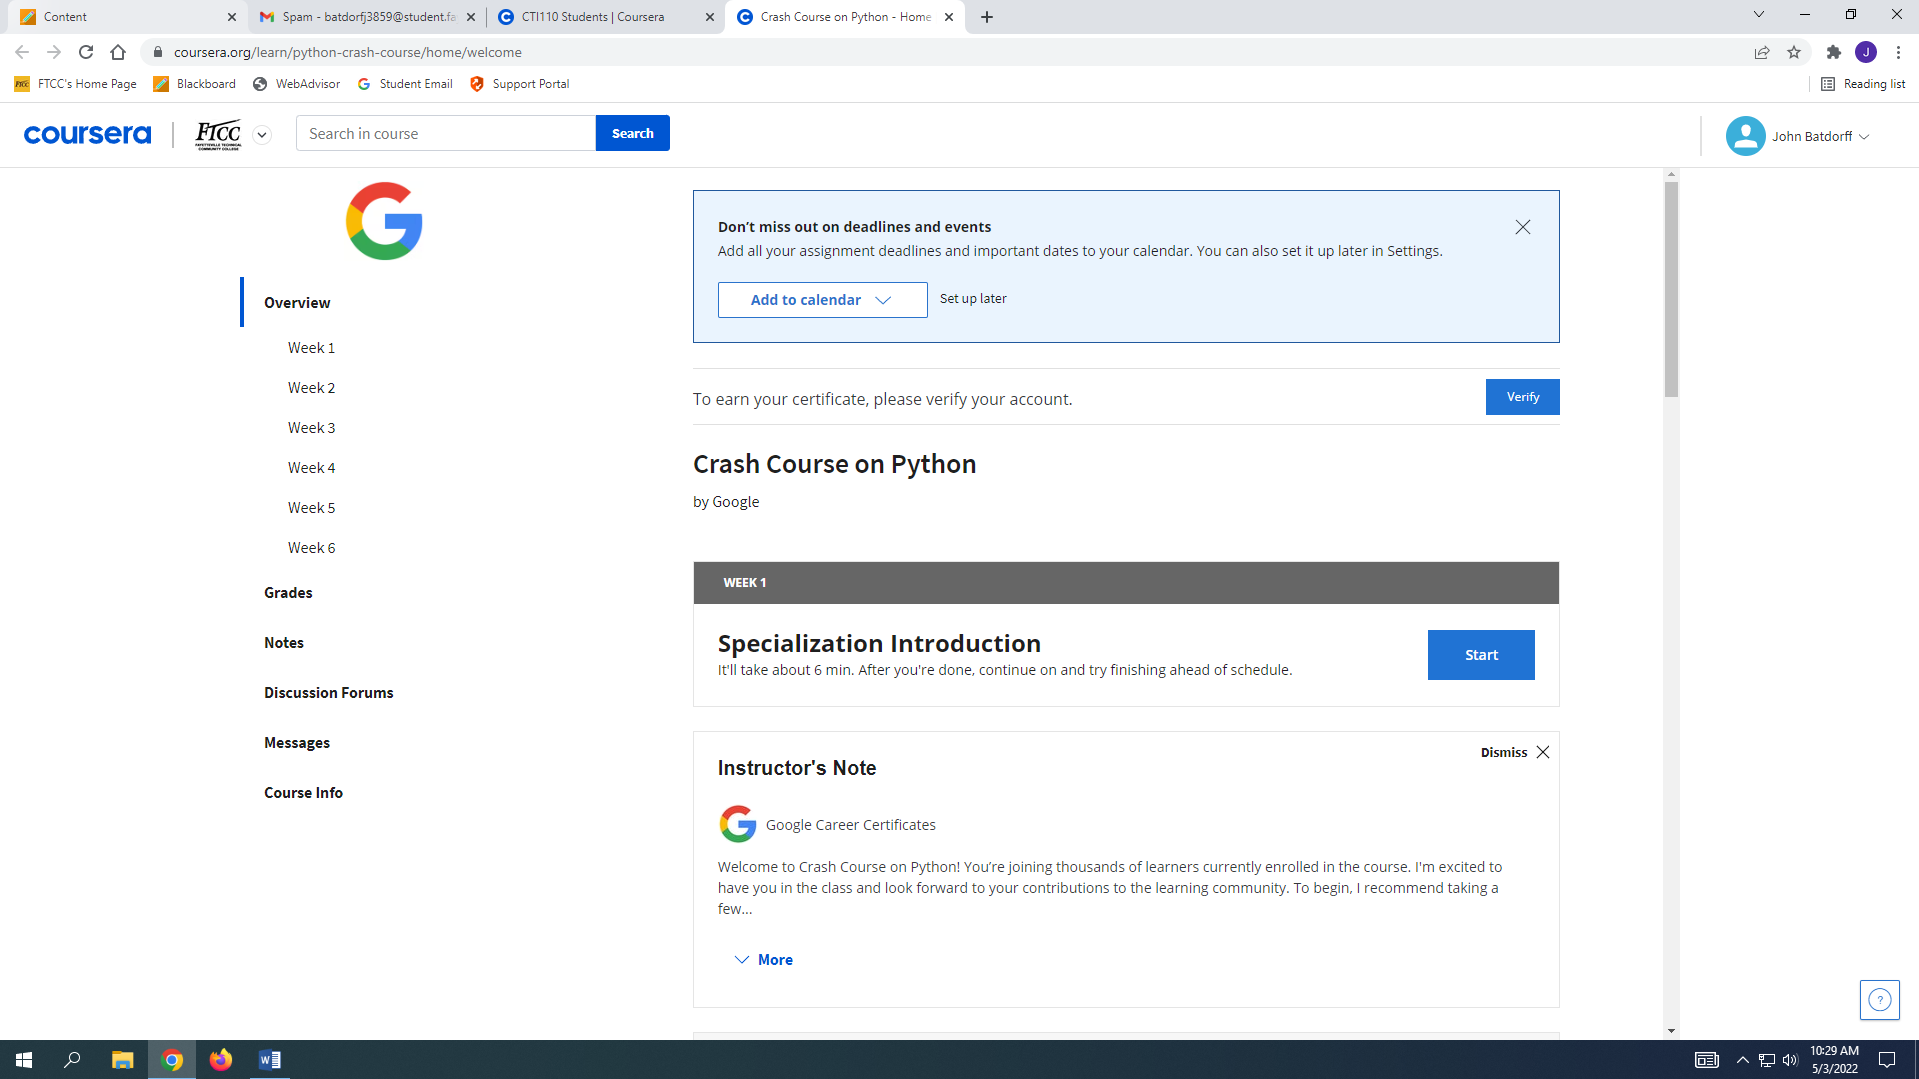 Content
Spam - batdorfj3859@student.fa
CTI110 Students | Coursera
Crash Course on Python - Home
coursera.org/learn/python-crash-course/home/welcome
J
FTCC FTCC's Home Page
Blackboard
WebAdvisor
Student Email
Support Portal
Reading list
coursera
FTCC
FAYETTEVILLE TECHNICAL
COMMUNITY COLLEGE
Search in course
Search
John Batdorff
Overview
Week 1
Week 2
Week 3
Week 4
Week 5
Week 6
Grades
Notes
Discussion Forums
Messages
Course Info
Don’t miss out on deadlines and events
Add all your assignment deadlines and important dates to your calendar. You can also set it up later in Settings.
Add to calendar
Set up later
To earn your certificate, please verify your account.
Verify
Crash Course on Python
by Google
WEEK 1
Specialization Introduction
It'll take about 6 min. After you're done, continue on and try finishing ahead of schedule.
Start
Dismiss
Instructor's Note
Google Career Certificates
Welcome to Crash Course on Python! You’re joining thousands of learners currently enrolled in the course. I'm excited to
have you in the class and look forward to your contributions to the learning community. To begin, I recommend taking a
few...
More
?
W
10:29 AM
5/3/2022